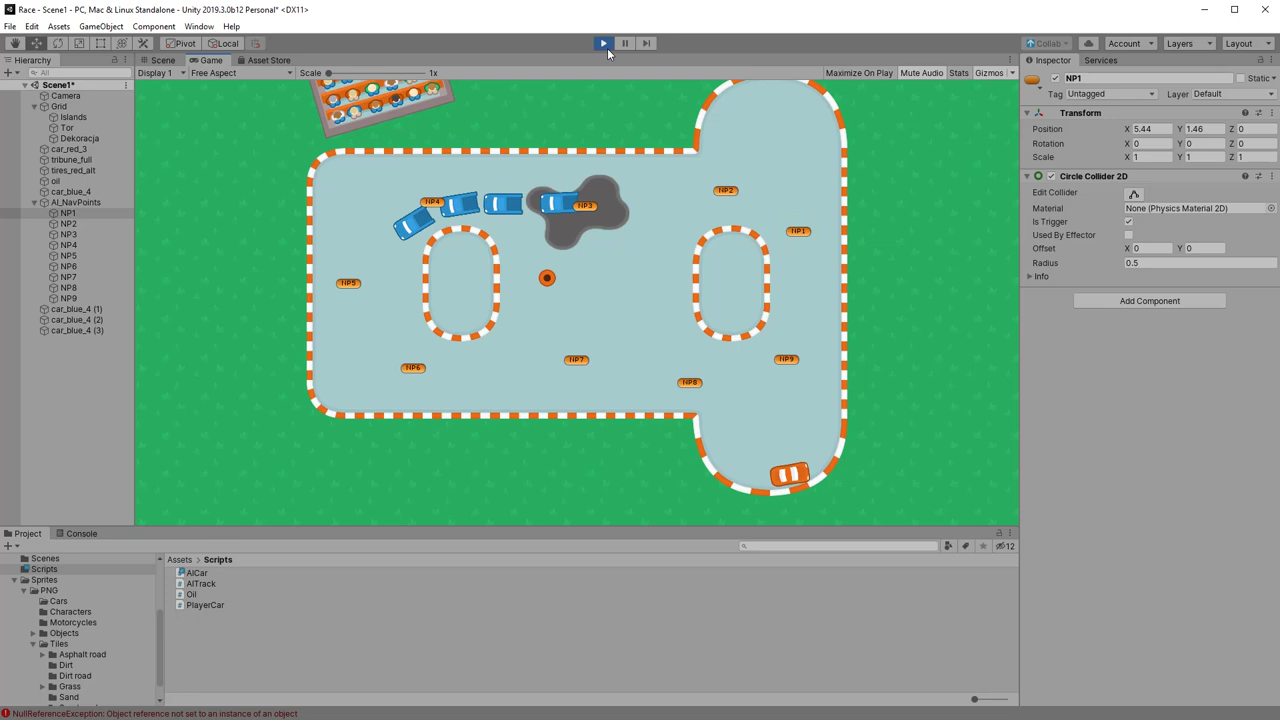 Race - Scene1 - PC, Mac & Linux Standalone - Unity 2019.3.0b12 Personal* <DX11>
File Edit Assets GameObject Component Window Help
Pivot Local Collab Account Layers Layout
Hierarchy Scene Game Asset Store Inspector Services
All Display 1 Free Aspect Scale 1x Maximize On Play Mute Audio Stats Gizmos NP1 Static
Scene1*
Camera
Grid
Islands
Tor
Dekoracja
car_red_3
tribune_full
tires_red_alt
oil
car_blue_4
AI_NavPoints
NP1
NP2
NP3
NP4
NP5
NP6
NP7
NP8
NP9
car_blue_4 (1)
car_blue_4 (2)
car_blue_4 (3)
NP2
NP4
NP3
NP1
NP5
NP7
NP9
NP6
NP8
Tag Untagged Layer Default
Transform
Position X 5.44 Y 1.46 Z 0
Rotation X 0 Y 0 Z 0
Scale X 1 Y 1 Z 1
Circle Collider 2D
Edit Collider
Material None (Physics Material 2D)
Is Trigger
Used By Effector
Offset X 0 Y 0
Radius 0.5
Info
Add Component
Project Console
12
Scenes
Scripts
Sprites
PNG
Cars
Characters
Motorcycles
Objects
Tiles
Asphalt road
Dirt
Dirt road
Grass
Sand
Assets > Scripts
AICar
AITrack
Oil
PlayerCar
NullReferenceException: Object reference not set to an instance of an object